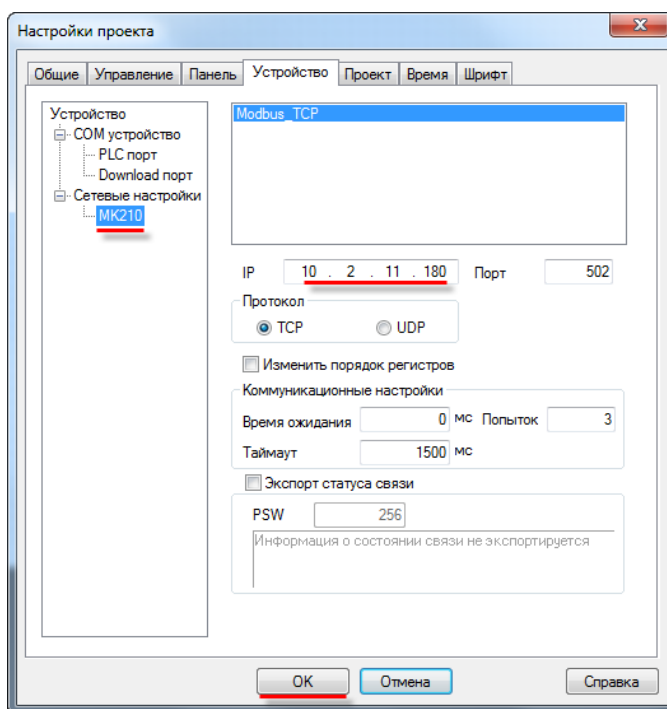 Настройки проекта
Общие Управление Панель Устройство Проект Время Шрифт
Устройство
COM устройство
PLC порт
Download порт
Сетевые настройки
МК210
Modbus_TCP
IP 10 . 2 . 11 . 180 Порт 502
Протокол
TCP UDP
Изменить порядок регистров
Коммуникационные настройки
Время ожидания 0 мс Попыток 3
Таймаут 1500 мс
Экспорт статуса связи
PSW 256
Информация о состоянии связи не экспортируется
OK Отмена Справка